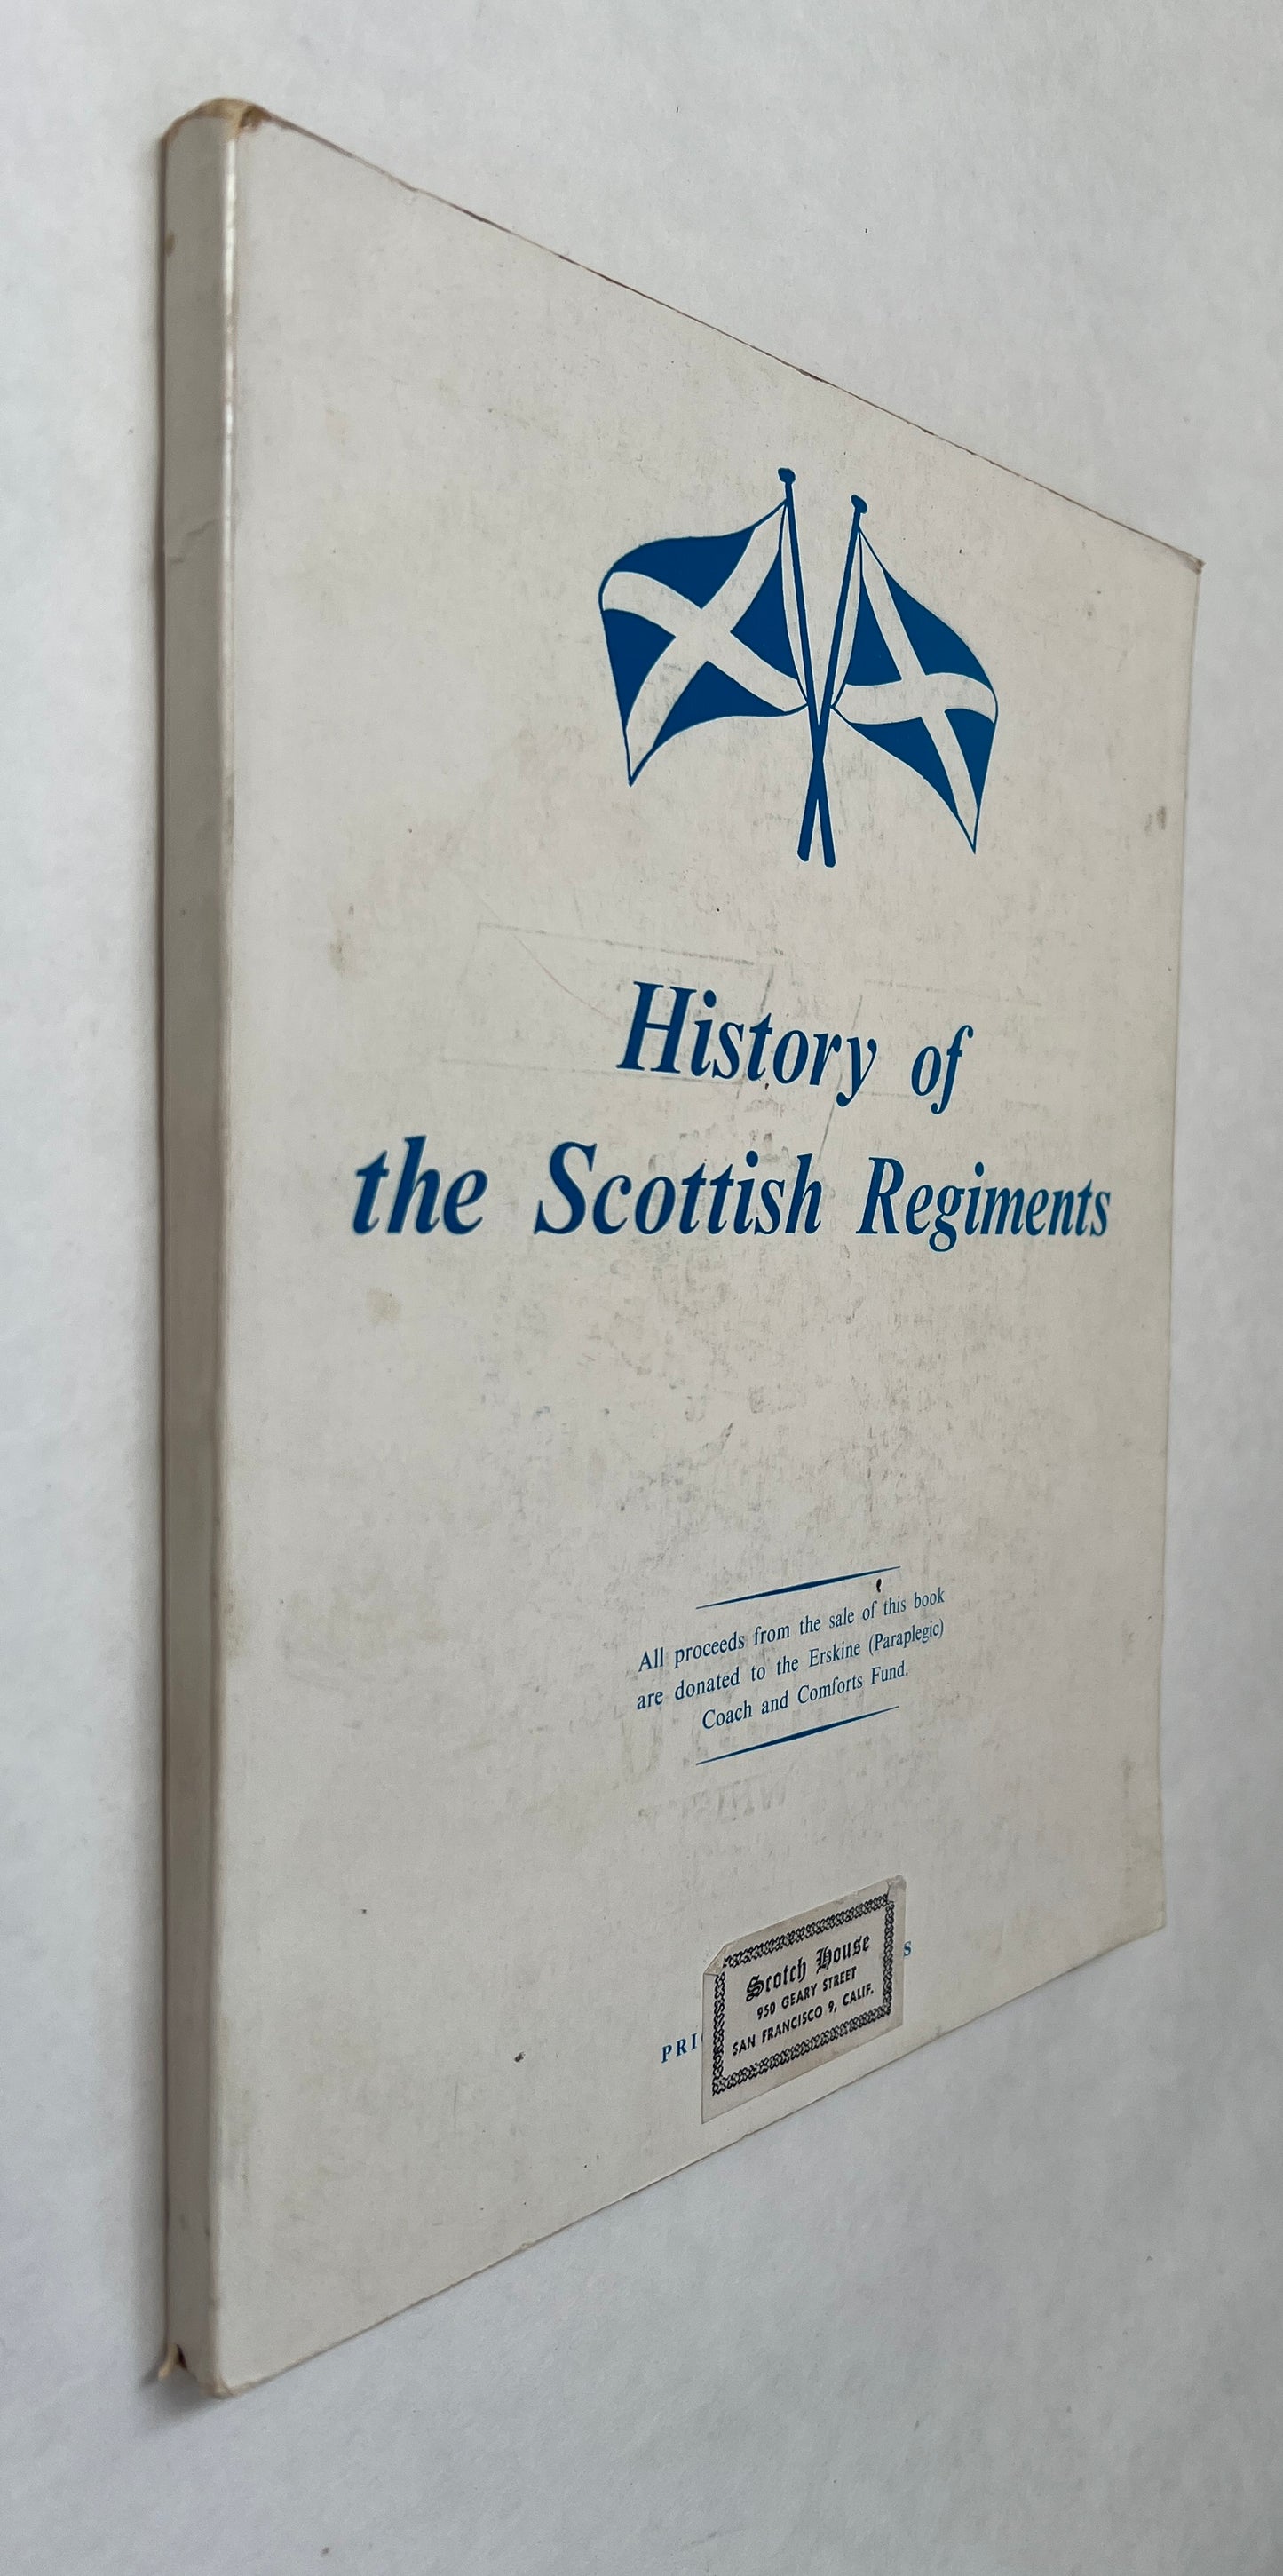 History of
the Scottish Regiments
All proceeds from the sale of this book
are donated to the Erskine (Paraplegic)
Coach and Comforts Fund.
Scotch House
950 GEARY STREET
SAN FRANCISCO 9, CALIF.